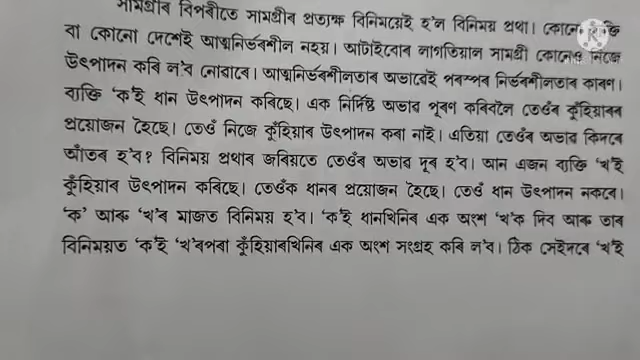 সামগ্ৰীৰ বিপৰীতে সামগ্ৰীৰ প্ৰত্যক্ষ বিনিময়েই হ'ল বিনিময় প্ৰথা। কোনো ব্যক্তি
বা কোনো দেশেই আত্মনিৰ্ভৰশীল নহয়। আটাইবোৰ লাগতিয়াল সামগ্ৰী কোনেও নিজে
উৎপাদন কৰি ল'ব নোৱাৰে। আত্মনিৰ্ভৰশীলতাৰ অভাৱেই পৰস্পৰ নিৰ্ভৰশীলতাৰ কাৰণ।
ব্যক্তি 'ক'ই ধান উৎপাদন কৰিছে। এক নিৰ্দিষ্ট অভাৱ পূৰণ কৰিবলৈ তেওঁৰ কুঁহিয়াৰৰ
প্ৰয়োজন হৈছে। তেওঁ নিজে কুঁহিয়াৰ উৎপাদন কৰা নাই। এতিয়া তেওঁৰ অভাৱ কিদৰে
আঁতৰ হ'ব? বিনিময় প্ৰথাৰ জৰিয়তে তেওঁৰ অভাৱ দূৰ হ'ব। আন এজন ব্যক্তি 'খ'ই
কুঁহিয়াৰ উৎপাদন কৰিছে। তেওঁক ধানৰ প্ৰয়োজন হৈছে। তেওঁ ধান উৎপাদন নকৰে।
'ক' আৰু 'খ'ৰ মাজত বিনিময় হ'ব। 'ক'ই ধানখিনিৰ এক অংশ 'খ'ক দিব আৰু তাৰ
বিনিময়ত 'ক'ই 'খ'ৰপৰা কুঁহিয়াৰখিনিৰ এক অংশ সংগ্ৰহ কৰি ল'ব। ঠিক সেইদৰে 'খ'ই